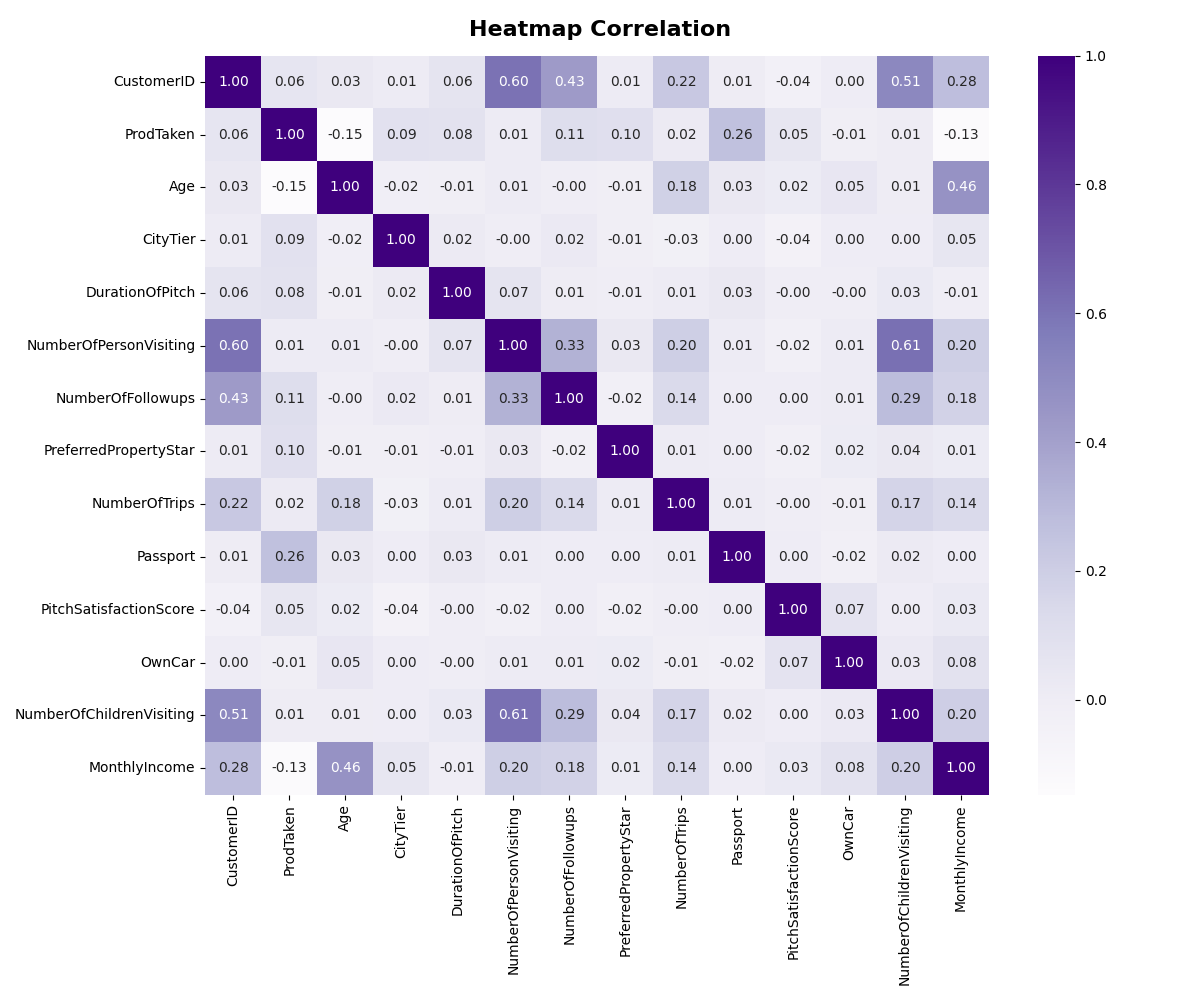 Heatmap Correlation
CustomerID 1.00 0.06 0.03 0.01 0.06 0.60 0.43 0.01 0.22 0.01 -0.04 0.00 0.51 0.28
ProdTaken 0.06 1.00 -0.15 0.09 0.08 0.01 0.11 0.10 0.02 0.26 0.05 -0.01 0.01 -0.13
Age 0.03 -0.15 1.00 -0.02 -0.01 0.01 -0.00 -0.01 0.18 0.03 0.02 0.05 0.01 0.46
CityTier 0.01 0.09 -0.02 1.00 0.02 -0.00 0.02 -0.01 -0.03 0.00 -0.04 0.00 0.00 0.05
DurationOfPitch 0.06 0.08 -0.01 0.02 1.00 0.07 0.01 -0.01 0.01 0.03 -0.00 -0.00 0.03 -0.01
NumberOfPersonVisiting 0.60 0.01 0.01 -0.00 0.07 1.00 0.33 0.03 0.20 0.01 -0.02 0.01 0.61 0.20
NumberOfFollowups 0.43 0.11 -0.00 0.02 0.01 0.33 1.00 -0.02 0.14 0.00 0.00 0.01 0.29 0.18
PreferredPropertyStar 0.01 0.10 -0.01 -0.01 -0.01 0.03 -0.02 1.00 0.01 0.00 -0.02 0.02 0.04 0.01
NumberOfTrips 0.22 0.02 0.18 -0.03 0.01 0.20 0.14 0.01 1.00 0.01 -0.00 -0.01 0.17 0.14
Passport 0.01 0.26 0.03 0.00 0.03 0.01 0.00 0.00 0.01 1.00 0.00 -0.02 0.02 0.00
PitchSatisfactionScore -0.04 0.05 0.02 -0.04 -0.00 -0.02 0.00 -0.02 -0.00 0.00 1.00 0.07 0.00 0.03
OwnCar 0.00 -0.01 0.05 0.00 -0.00 0.01 0.01 0.02 -0.01 -0.02 0.07 1.00 0.03 0.08
NumberOfChildrenVisiting 0.51 0.01 0.01 0.00 0.03 0.61 0.29 0.04 0.17 0.02 0.00 0.03 1.00 0.20
MonthlyIncome 0.28 -0.13 0.46 0.05 -0.01 0.20 0.18 0.01 0.14 0.00 0.03 0.08 0.20 1.00
CustomerID
ProdTaken
Age
CityTier
DurationOfPitch
NumberOfPersonVisiting
NumberOfFollowups
PreferredPropertyStar
NumberOfTrips
Passport
PitchSatisfactionScore
OwnCar
NumberOfChildrenVisiting
MonthlyIncome
1.0
0.8
0.6
0.4
0.2
0.0